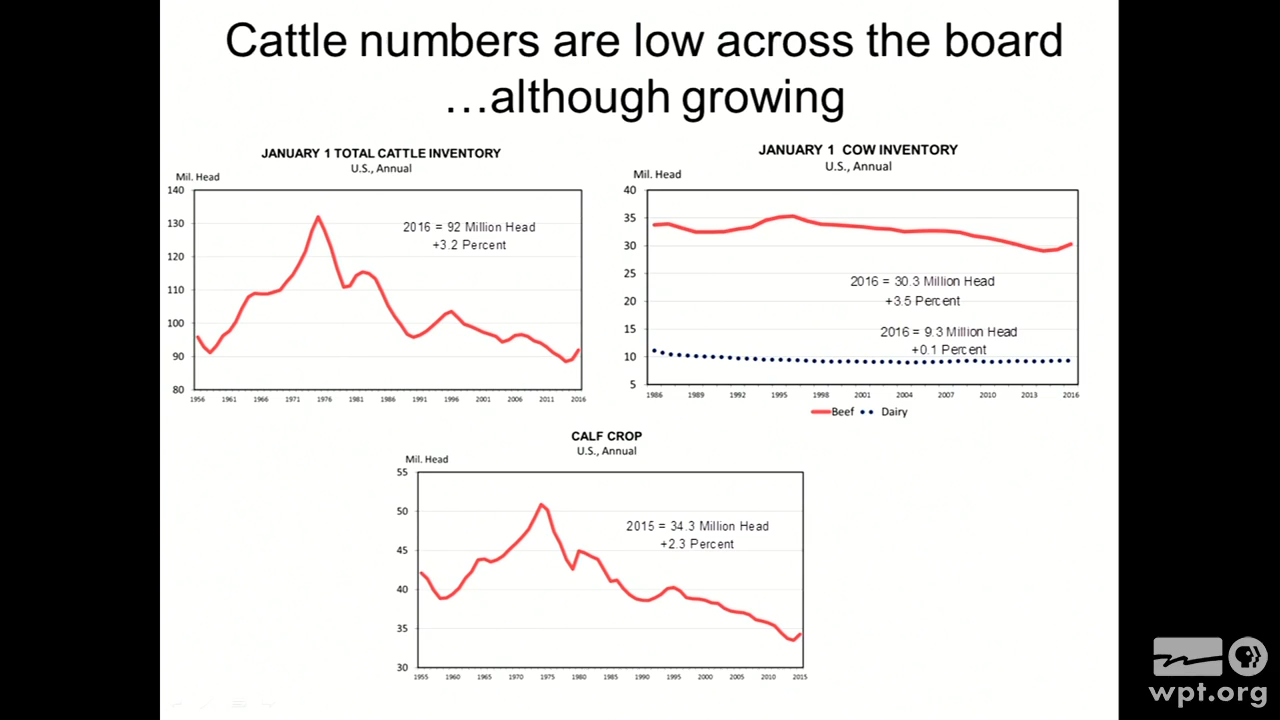 Cattle numbers are low across the board
…although growing
JANUARY 1 TOTAL CATTLE INVENTORY
U.S., Annual
Mil. Head
140
130
120
110
100
90
80
2016 = 92 Million Head
+3.2 Percent
1956 1961 1966 1971 1976 1981 1986 1991 1996 2001 2006 2011 2016
JANUARY 1 COW INVENTORY
U.S., Annual
Mil. Head
40
35
30
25
20
15
10
5
2016 = 30.3 Million Head
+3.5 Percent
2016 = 9.3 Million Head
+0.1 Percent
1986 1989 1992 1995 1998 2001 2004 2007 2010 2013 2016
Beef Dairy
CALF CROP
U.S., Annual
Mil. Head
55
50
45
40
35
30
2015 = 34.3 Million Head
+2.3 Percent
1955 1960 1965 1970 1975 1980 1985 1990 1995 2000 2005 2010 2015
wpt.org